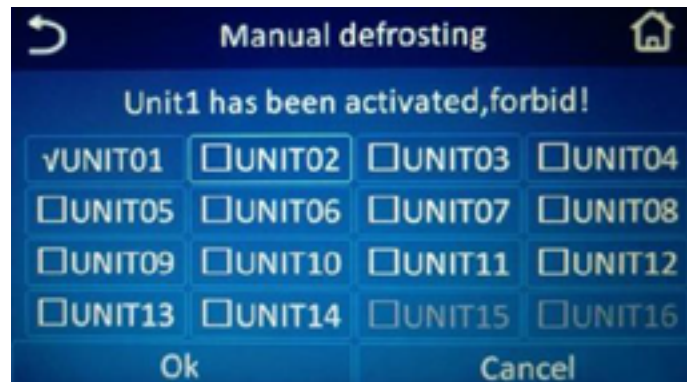 Manual defrosting
Unit1 has been activated,forbid!
√UNIT01 □UNIT02 □UNIT03 □UNIT04
□UNIT05 □UNIT06 □UNIT07 □UNIT08
□UNIT09 □UNIT10 □UNIT11 □UNIT12
□UNIT13 □UNIT14 □UNIT15 □UNIT16
Ok Cancel